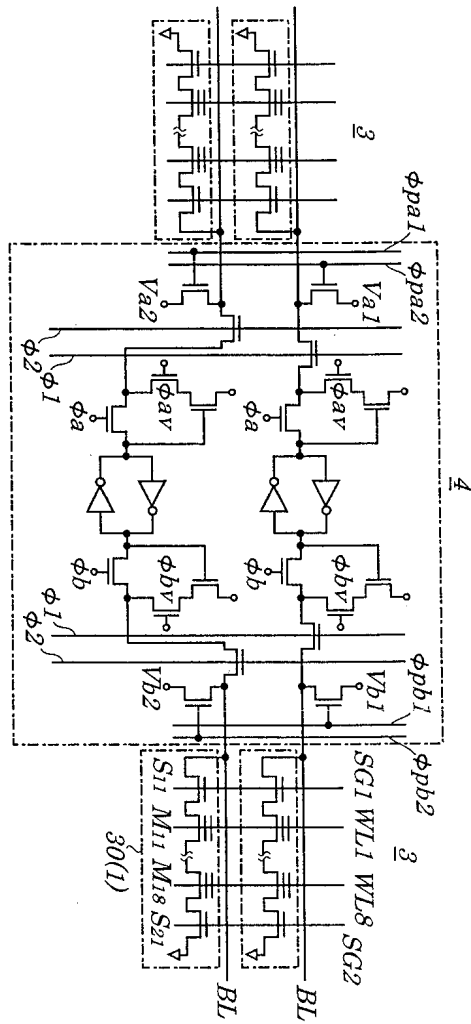 3
ϕpa1
ϕpa2
Va1
Va2
ϕ2
ϕ1
ϕav
ϕav
ϕa
ϕa
4
ϕb
ϕb
ϕbv
ϕbv
ϕ1
ϕ2
Vb1
Vb2
ϕpb1
ϕpb2
3
SG1
WL1
WL8
SG2
S11
M11
M18
S21
30(1)
BL
BL